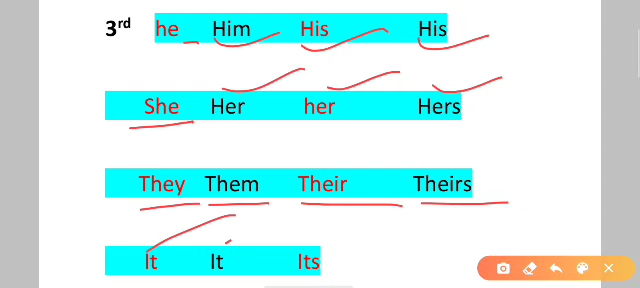 3rd he Him His His
She Her her Hers
They Them Their Theirs
It It Its